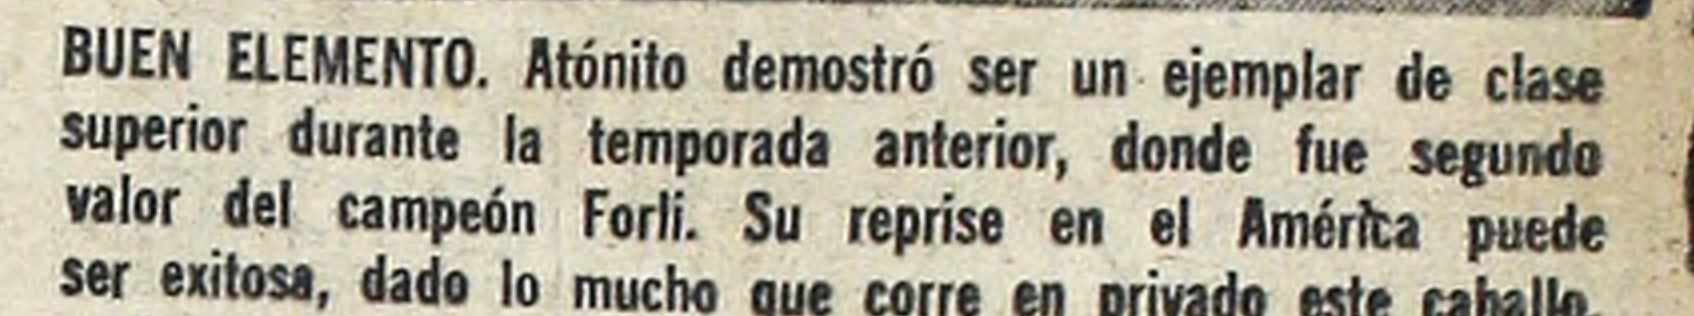 BUEN ELEMENTO. Atónito demostró ser un ejemplar de clase
superior durante la temporada anterior, donde fue segundo
valor del campeón Forli. Su reprise en el América puede
ser exitosa, dado lo mucho que corre en privado este caballo.